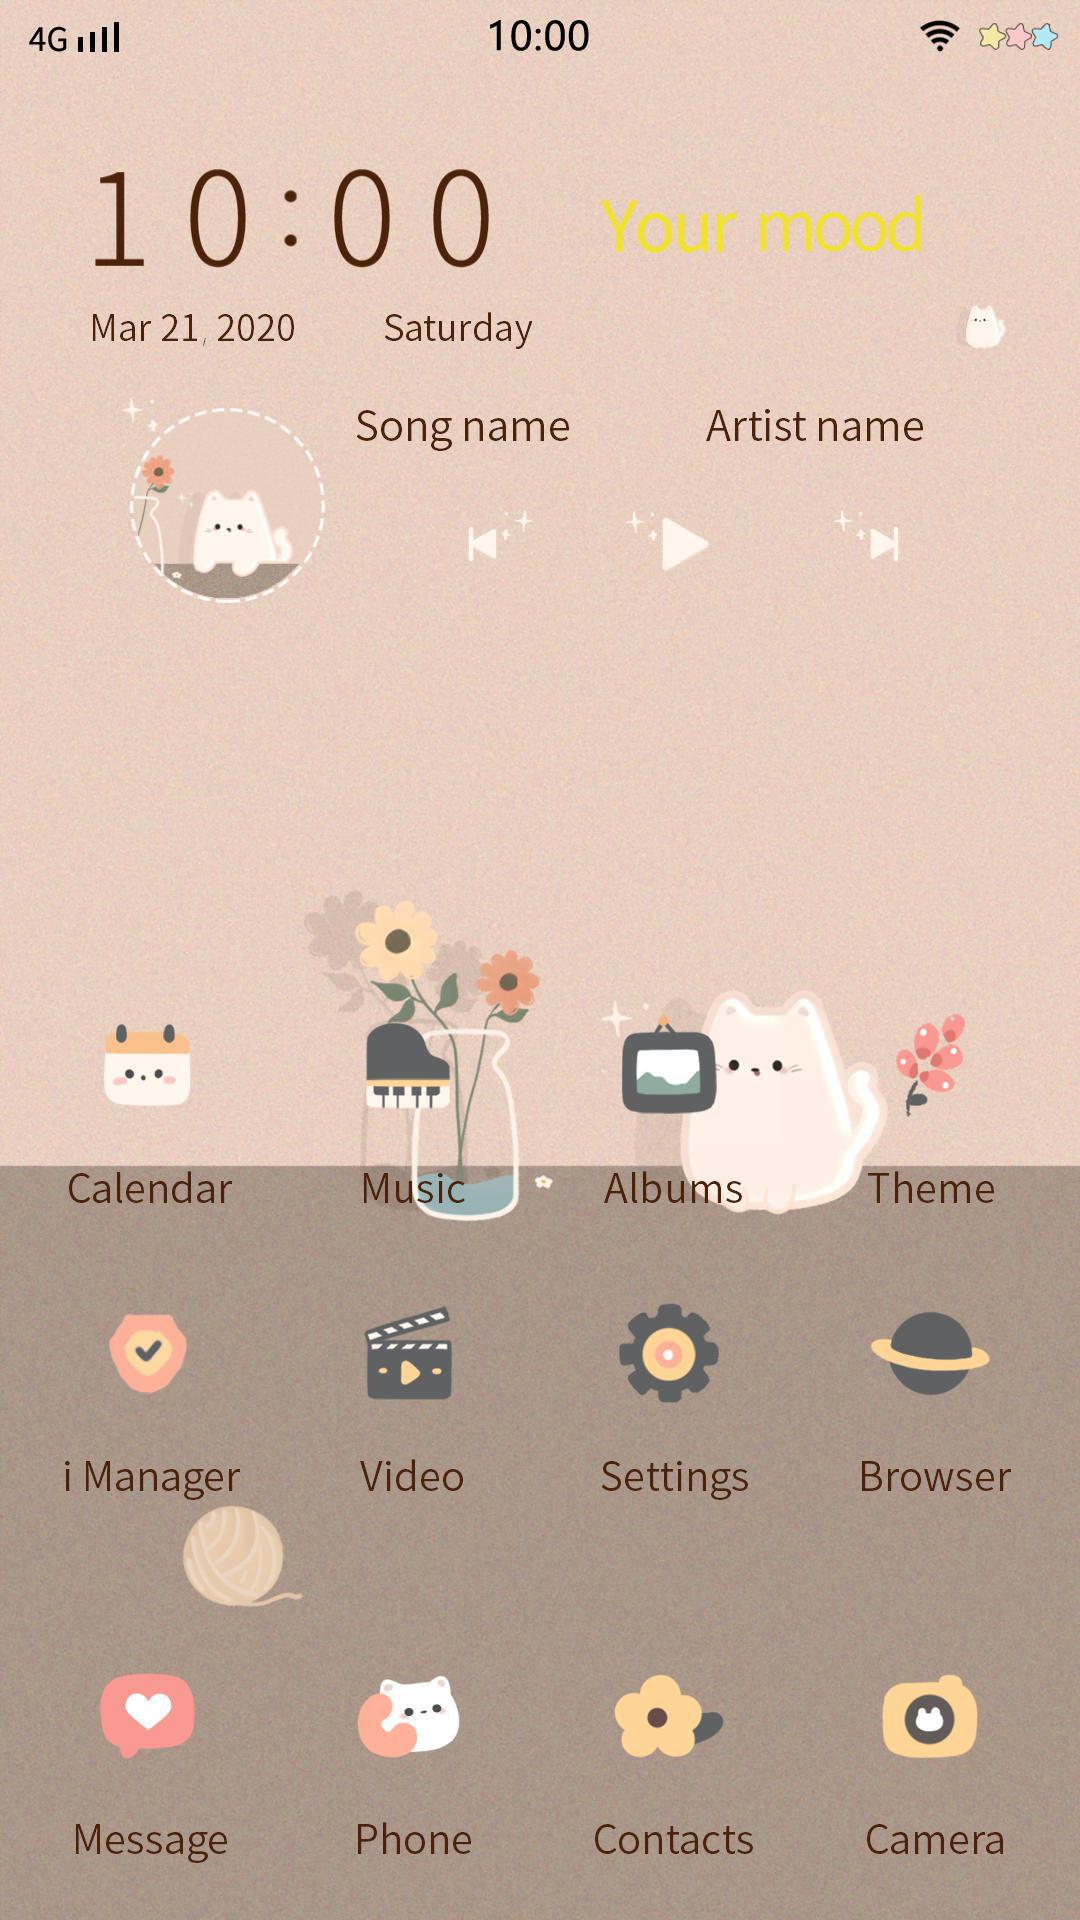 4G 10:00
10:00 Your mood
Mar 21, 2020 Saturday
Song name Artist name
Calendar Music Albums Theme
i Manager Video Settings Browser
Message Phone Contacts Camera